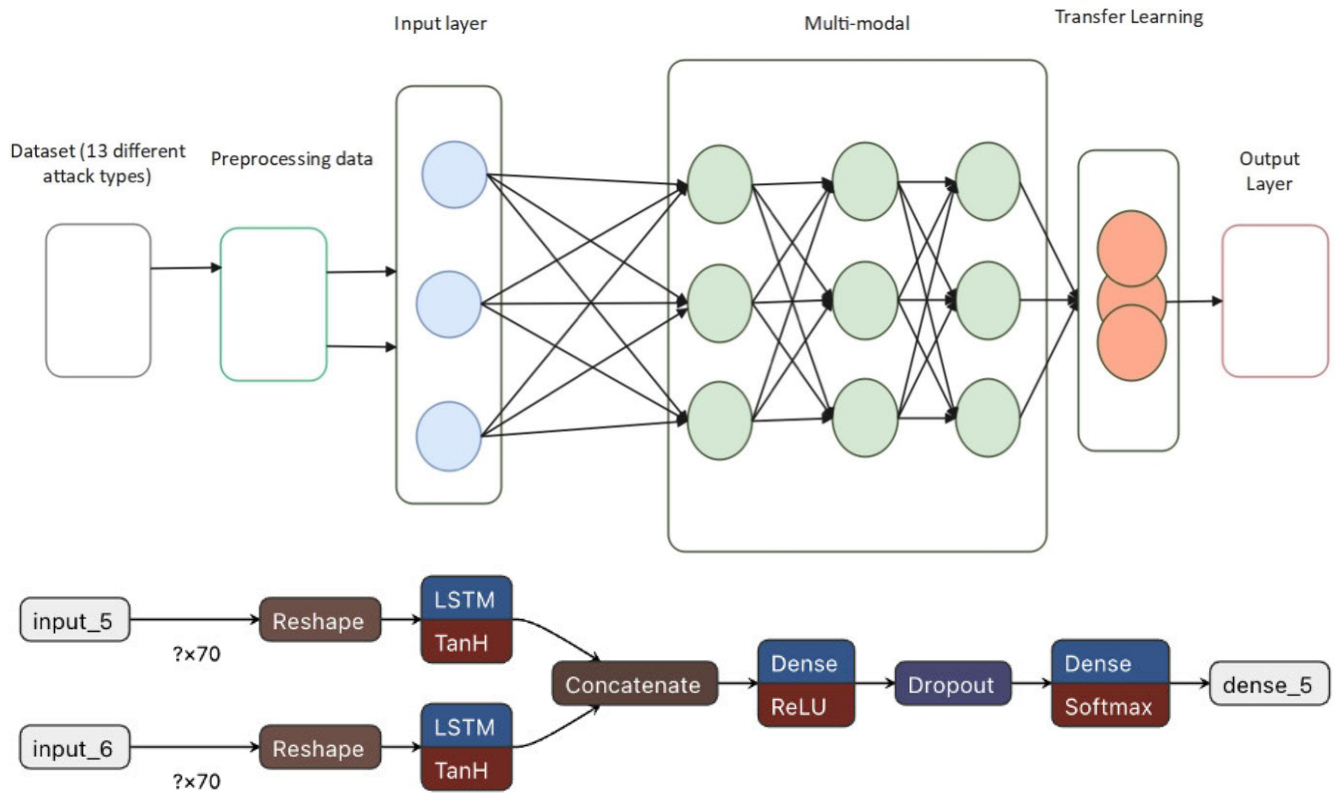 Input layer
Multi-modal
Transfer Learning
Dataset (13 different
attack types)
Preprocessing data
Output
Layer
input_5
?×70
Reshape
LSTM
TanH
input_6
?×70
Reshape
LSTM
TanH
Concatenate
Dense
ReLU
Dropout
Dense
Softmax
dense_5